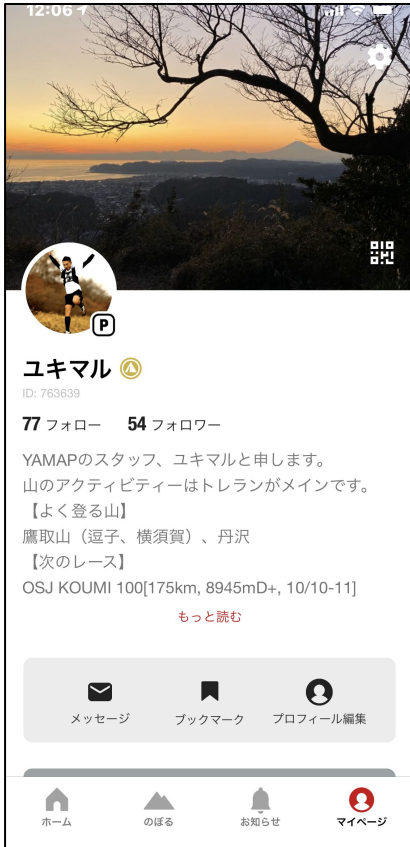 12:06
P
ユキマル
ID: 763639
77 フォロー 54 フォロワー
YAMAPのスタッフ、ユキマルと申します。
山のアクティビティーはトレランがメインです。
【よく登る山】
鷹取山（逗子、横須賀）、丹沢
【次のレース】
OSJ KOUMI 100[175km, 8945mD+, 10/10-11]
もっと読む
メッセージ ブックマーク プロフィール編集
ホーム のぼる お知らせ マイページ